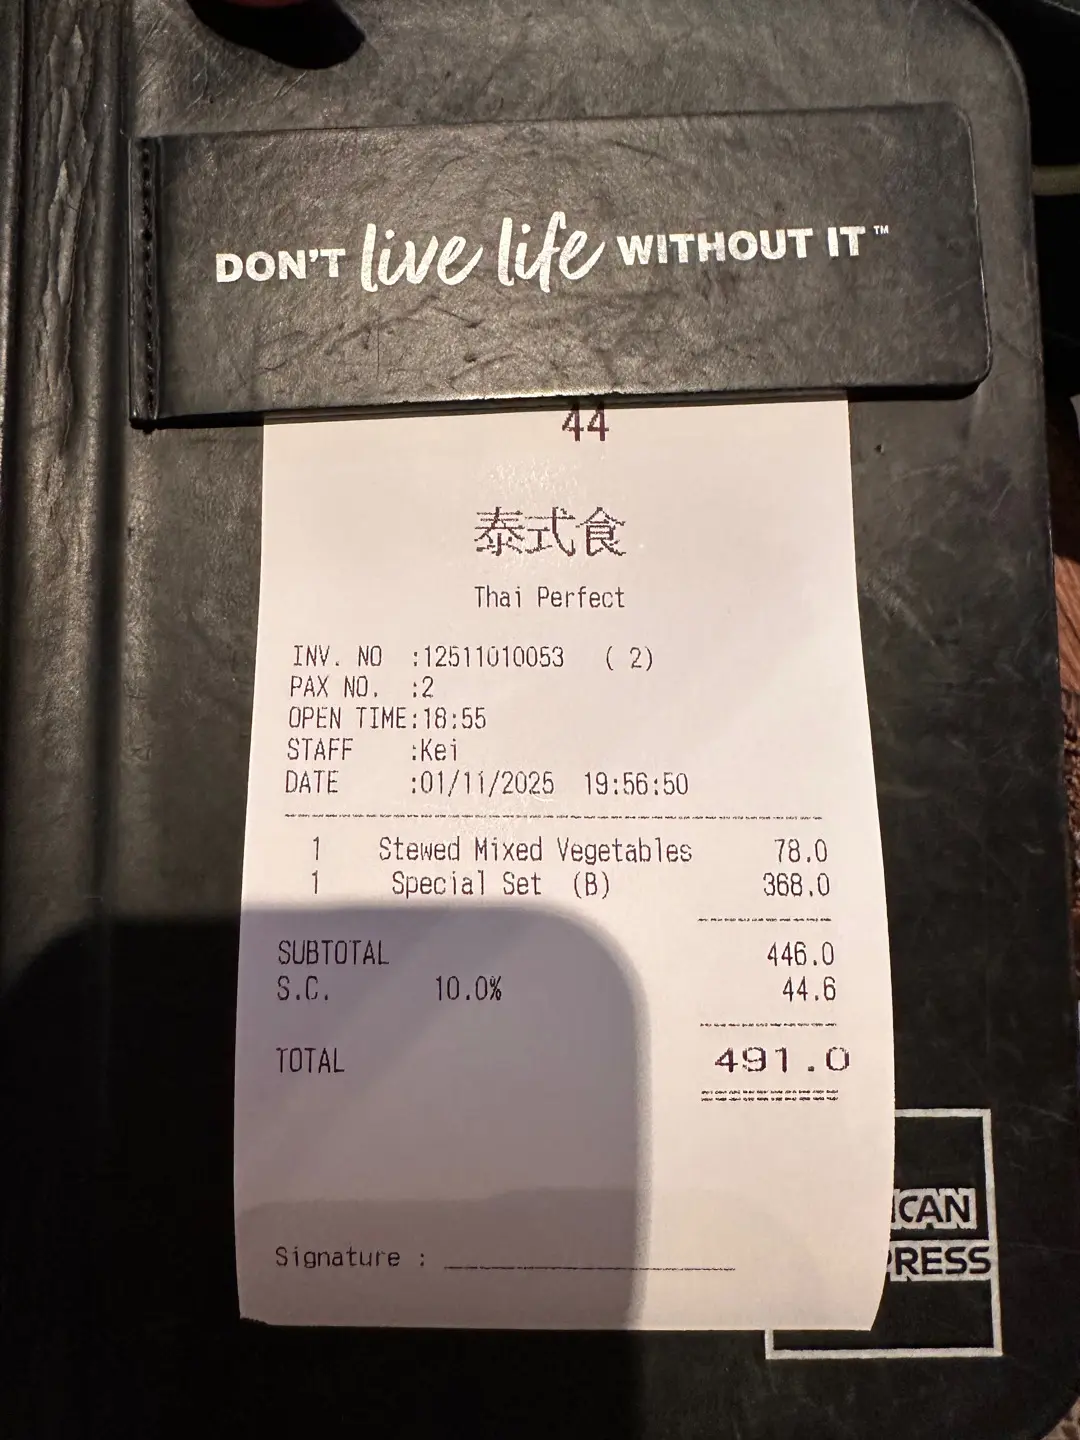 DON'T live life WITHOUT IT™
44
泰式食
Thai Perfect
INV. NO :12511010053 ( 2)
PAX NO. :2
OPEN TIME:18:55
STAFF :Kei
DATE :01/11/2025 19:56:50
1 Stewed Mixed Vegetables 78.0
1 Special Set (B) 368.0
SUBTOTAL 446.0
S.C. 10.0% 44.6
TOTAL 491.0
Signature :
ICAN
PRESS